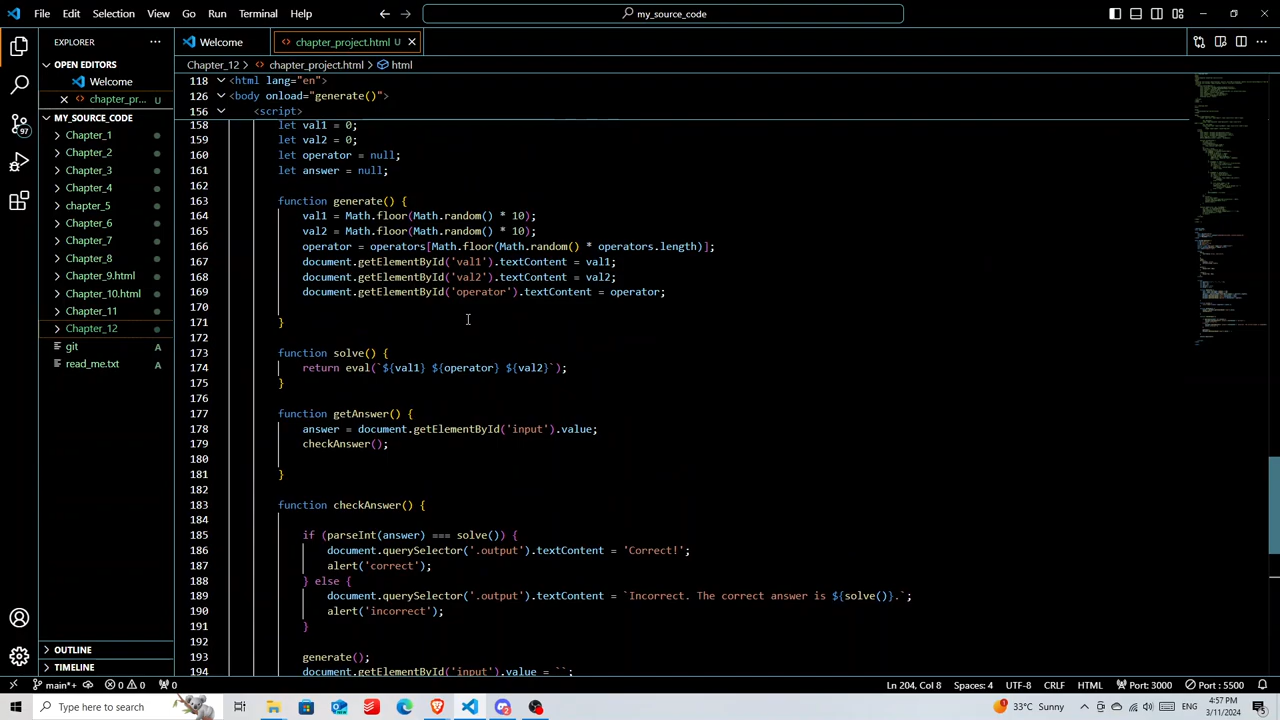 File Edit Selection View Go Run Terminal Help
my_source_code
EXPLORER
OPEN EDITORS
Welcome
chapter_pr... U
MY_SOURCE_CODE
Chapter_1
Chapter_2
Chapter_3
Chapter_4
chapter_5
Chapter_6
Chapter_7
Chapter_8
Chapter_9.html
Chapter_10.html
Chapter_11
Chapter_12
git A
read_me.txt A
OUTLINE
TIMELINE
97
Welcome
chapter_project.html U
Chapter_12 > chapter_project.html > html
118 <html lang="en">
126 <body onload="generate()">
156 <script>
158 let val1 = 0;
159 let val2 = 0;
160 let operator = null;
161 let answer = null;
162
163 function generate() {
164 val1 = Math.floor(Math.random() * 10);
165 val2 = Math.floor(Math.random() * 10);
166 operator = operators[Math.floor(Math.random() * operators.length)];
167 document.getElementById('val1').textContent = val1;
168 document.getElementById('val2').textContent = val2;
169 document.getElementById('operator').textContent = operator;
170
171 }
172
173 function solve() {
174 return eval(`${val1} ${operator} ${val2}`);
175 }
176
177 function getAnswer() {
178 answer = document.getElementById('input').value;
179 checkAnswer();
180
181 }
182
183 function checkAnswer() {
184
185 if (parseInt(answer) === solve()) {
186 document.querySelector('.output').textContent = 'Correct!';
187 alert('correct');
188 } else {
189 document.querySelector('.output').textContent = `Incorrect. The correct answer is ${solve()}.`;
190 alert('incorrect');
191 }
192
193 generate();
194 document.getElementById('input').value = ``;
main*+ 0 0 0
Ln 204, Col 8 Spaces: 4 UTF-8 CRLF HTML Port: 3000 Port : 5500
Type here to search
33°C Sunny
ENG
4:57 PM
3/11/2024